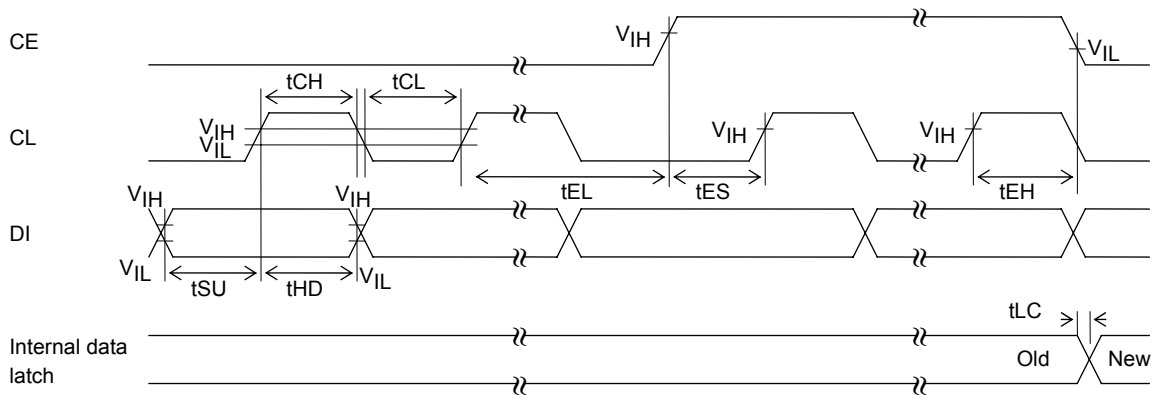 CE
VIH
VIL
tCH
tCL
CL
VIH
VIL
VIH
VIH
tEL
tES
tEH
VIH
VIH
DI
VIL
VIL
tSU
tHD
tLC
Internal data
latch
Old
New